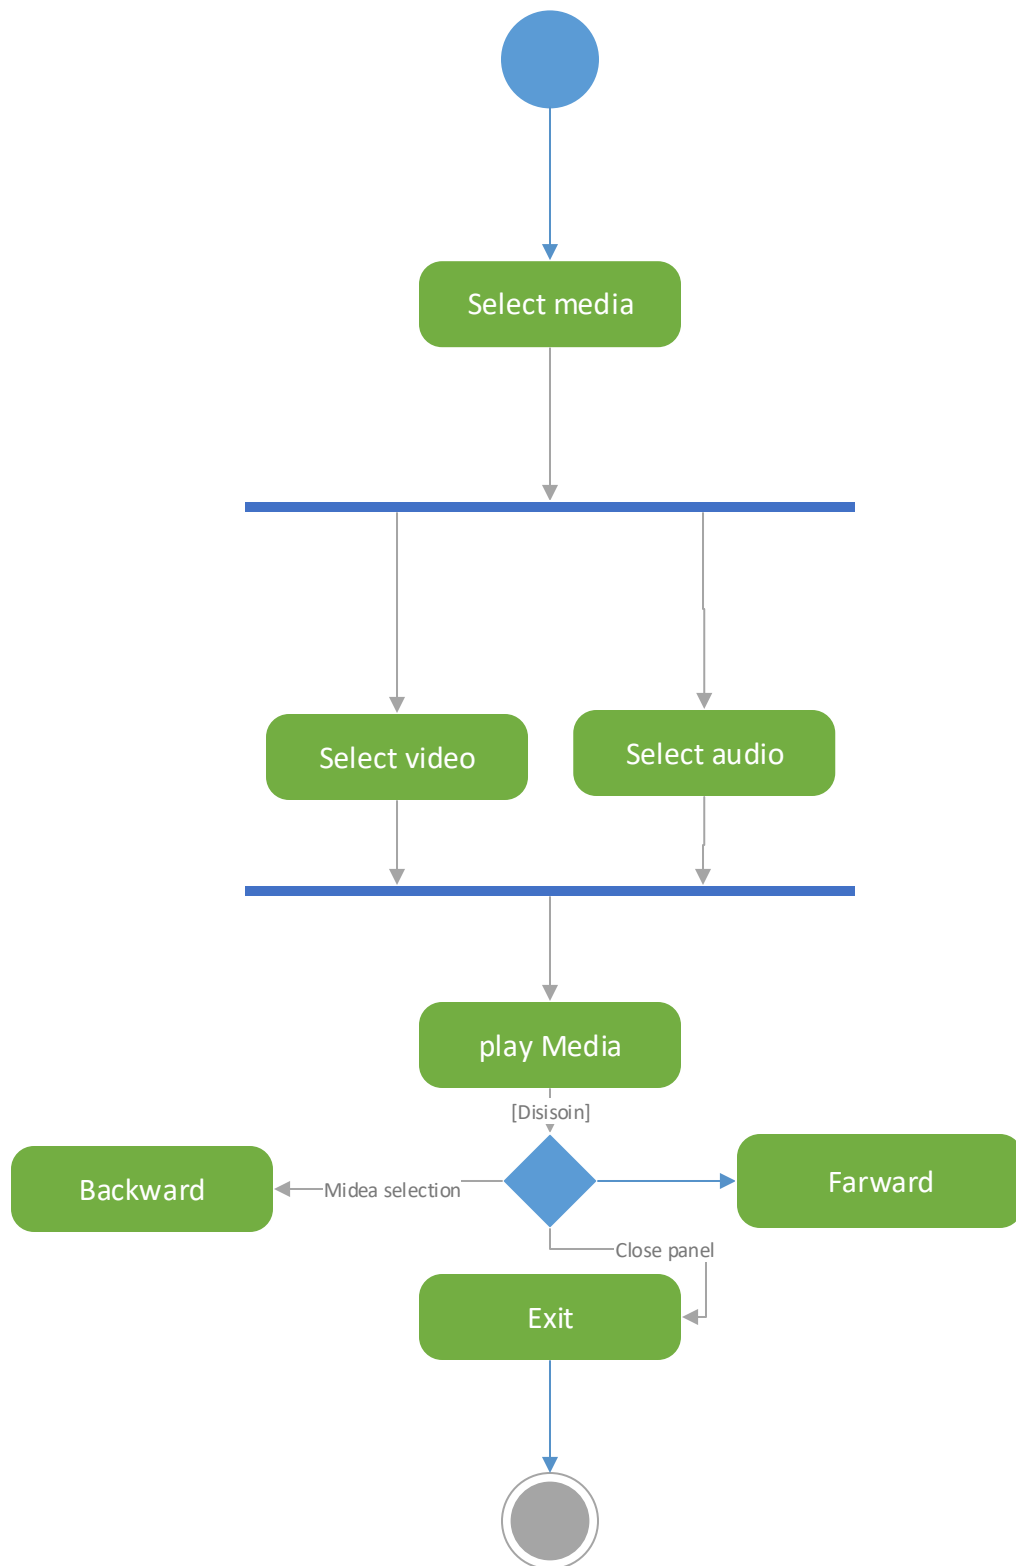 Select media
Select video
Select audio
play Media
[Disisoin]
Backward
Midea selection
Farward
Close panel
Exit